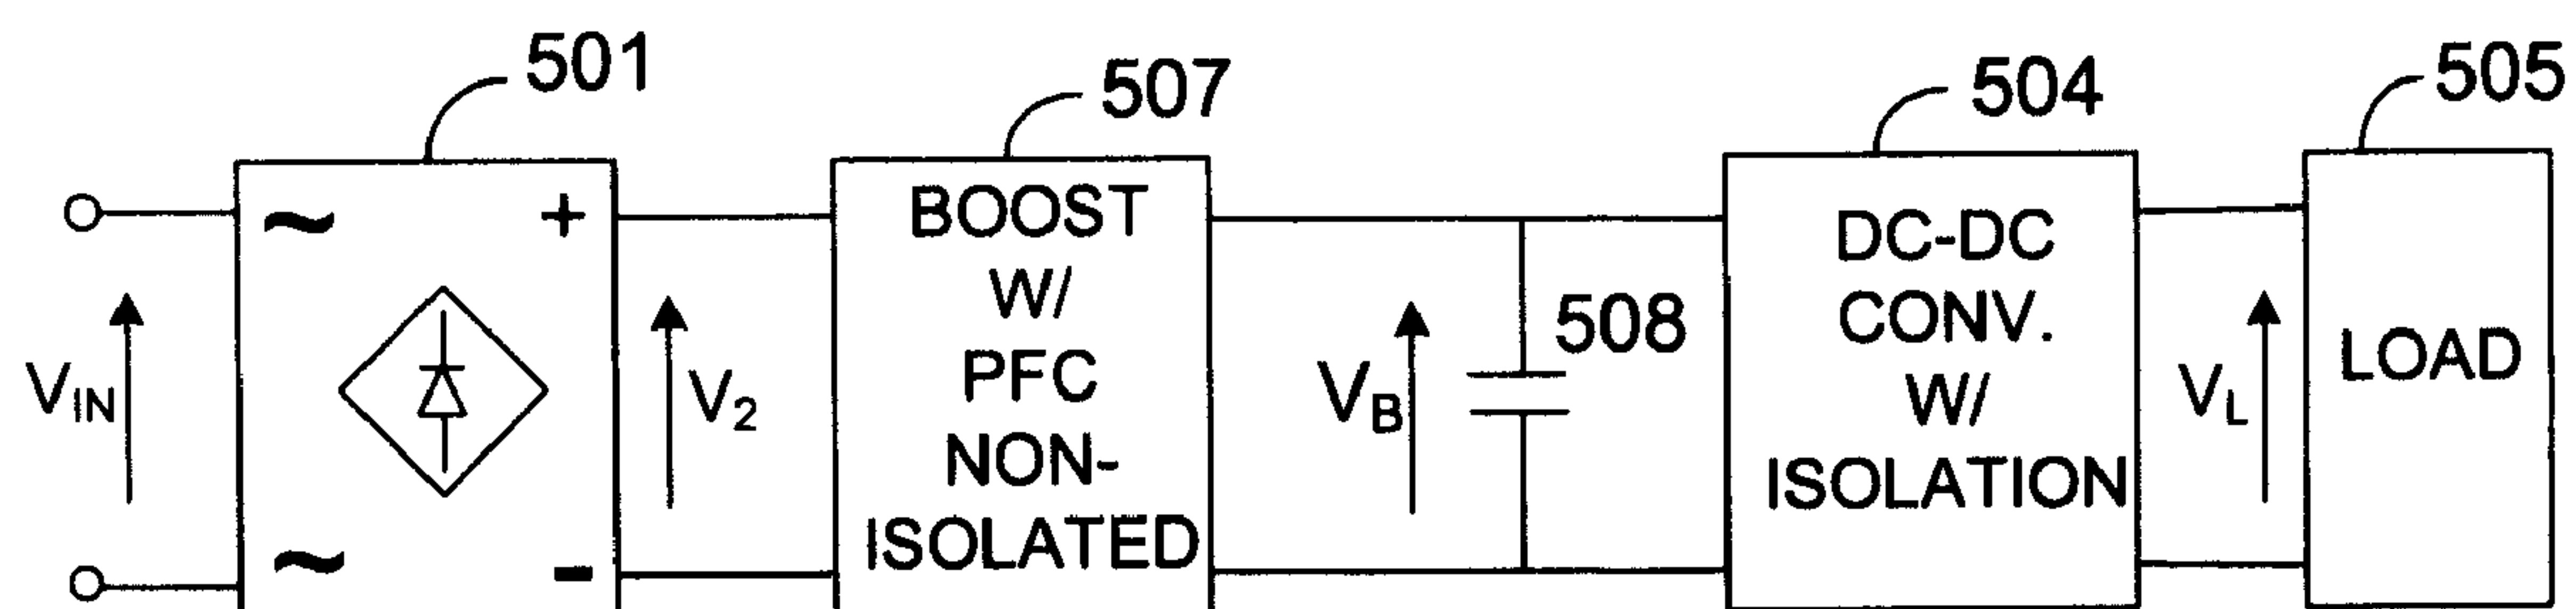 501
507
504
505
~ +
BOOST
W/
PFC
NON-
ISOLATED
DC-DC
CONV.
W/
ISOLATION
LOAD
508
V_IN
V_2
V_B
V_L
~ -